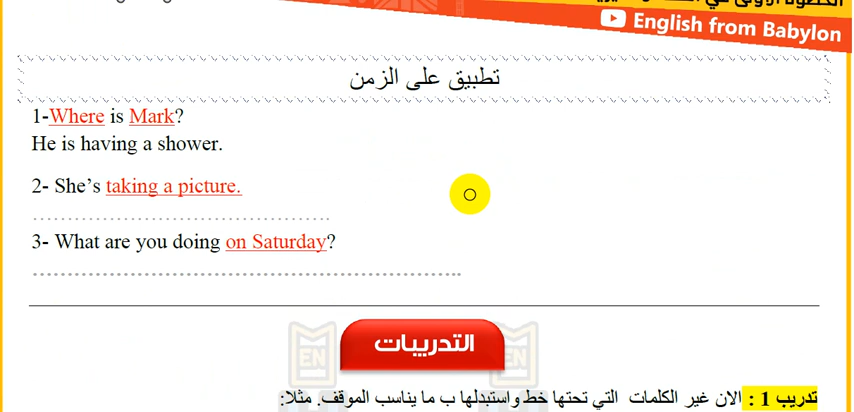 English from Babylon
تطبيق على الزمن
1-Where is Mark?
He is having a shower.
2- She’s taking a picture.
3- What are you doing on Saturday?
التدريبات
EN EN
تدريب 1 : الان غير الكلمات التي تحتها خط واستبدلها ب ما يناسب الموقف. مثلا: